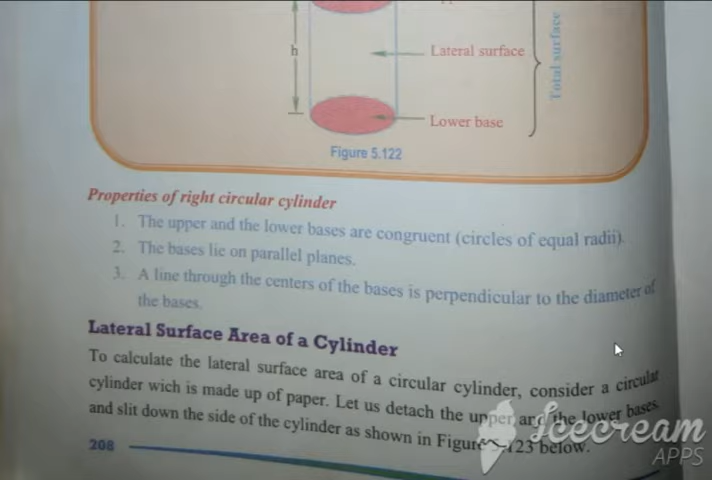 h
Lateral surface
Total surface
Lower base
Figure 5.122
Properties of right circular cylinder
1. The upper and the lower bases are congruent (circles of equal radii).
2. The bases lie on parallel planes.
3. A line through the centers of the bases is perpendicular to the diameter of
the bases.
Lateral Surface Area of a Cylinder
To calculate the lateral surface area of a circular cylinder, consider a circular
cylinder wich is made up of paper. Let us detach the upper and the lower bases,
and slit down the side of the cylinder as shown in Figure 5.123 below.
208
Icecream
APPS